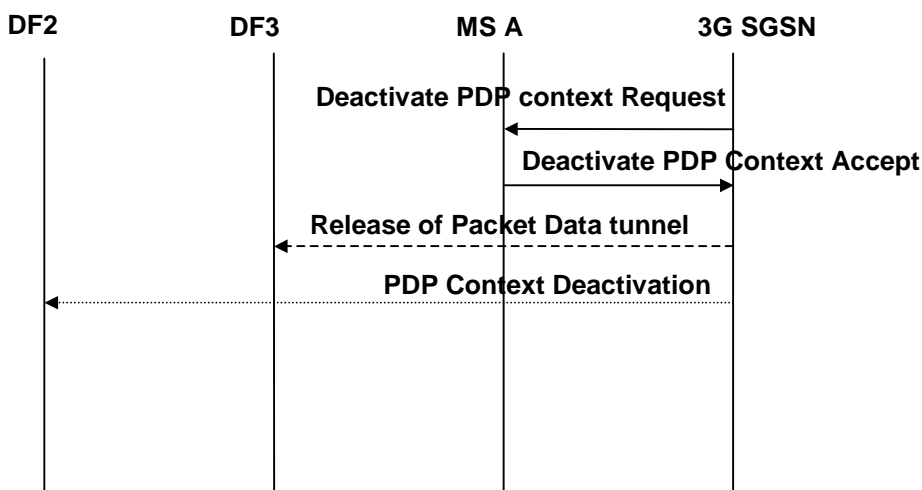 DF2 DF3 MS A 3G SGSN
Deactivate PDP context Request
Deactivate PDP Context Accept
Release of Packet Data tunnel
PDP Context Deactivation